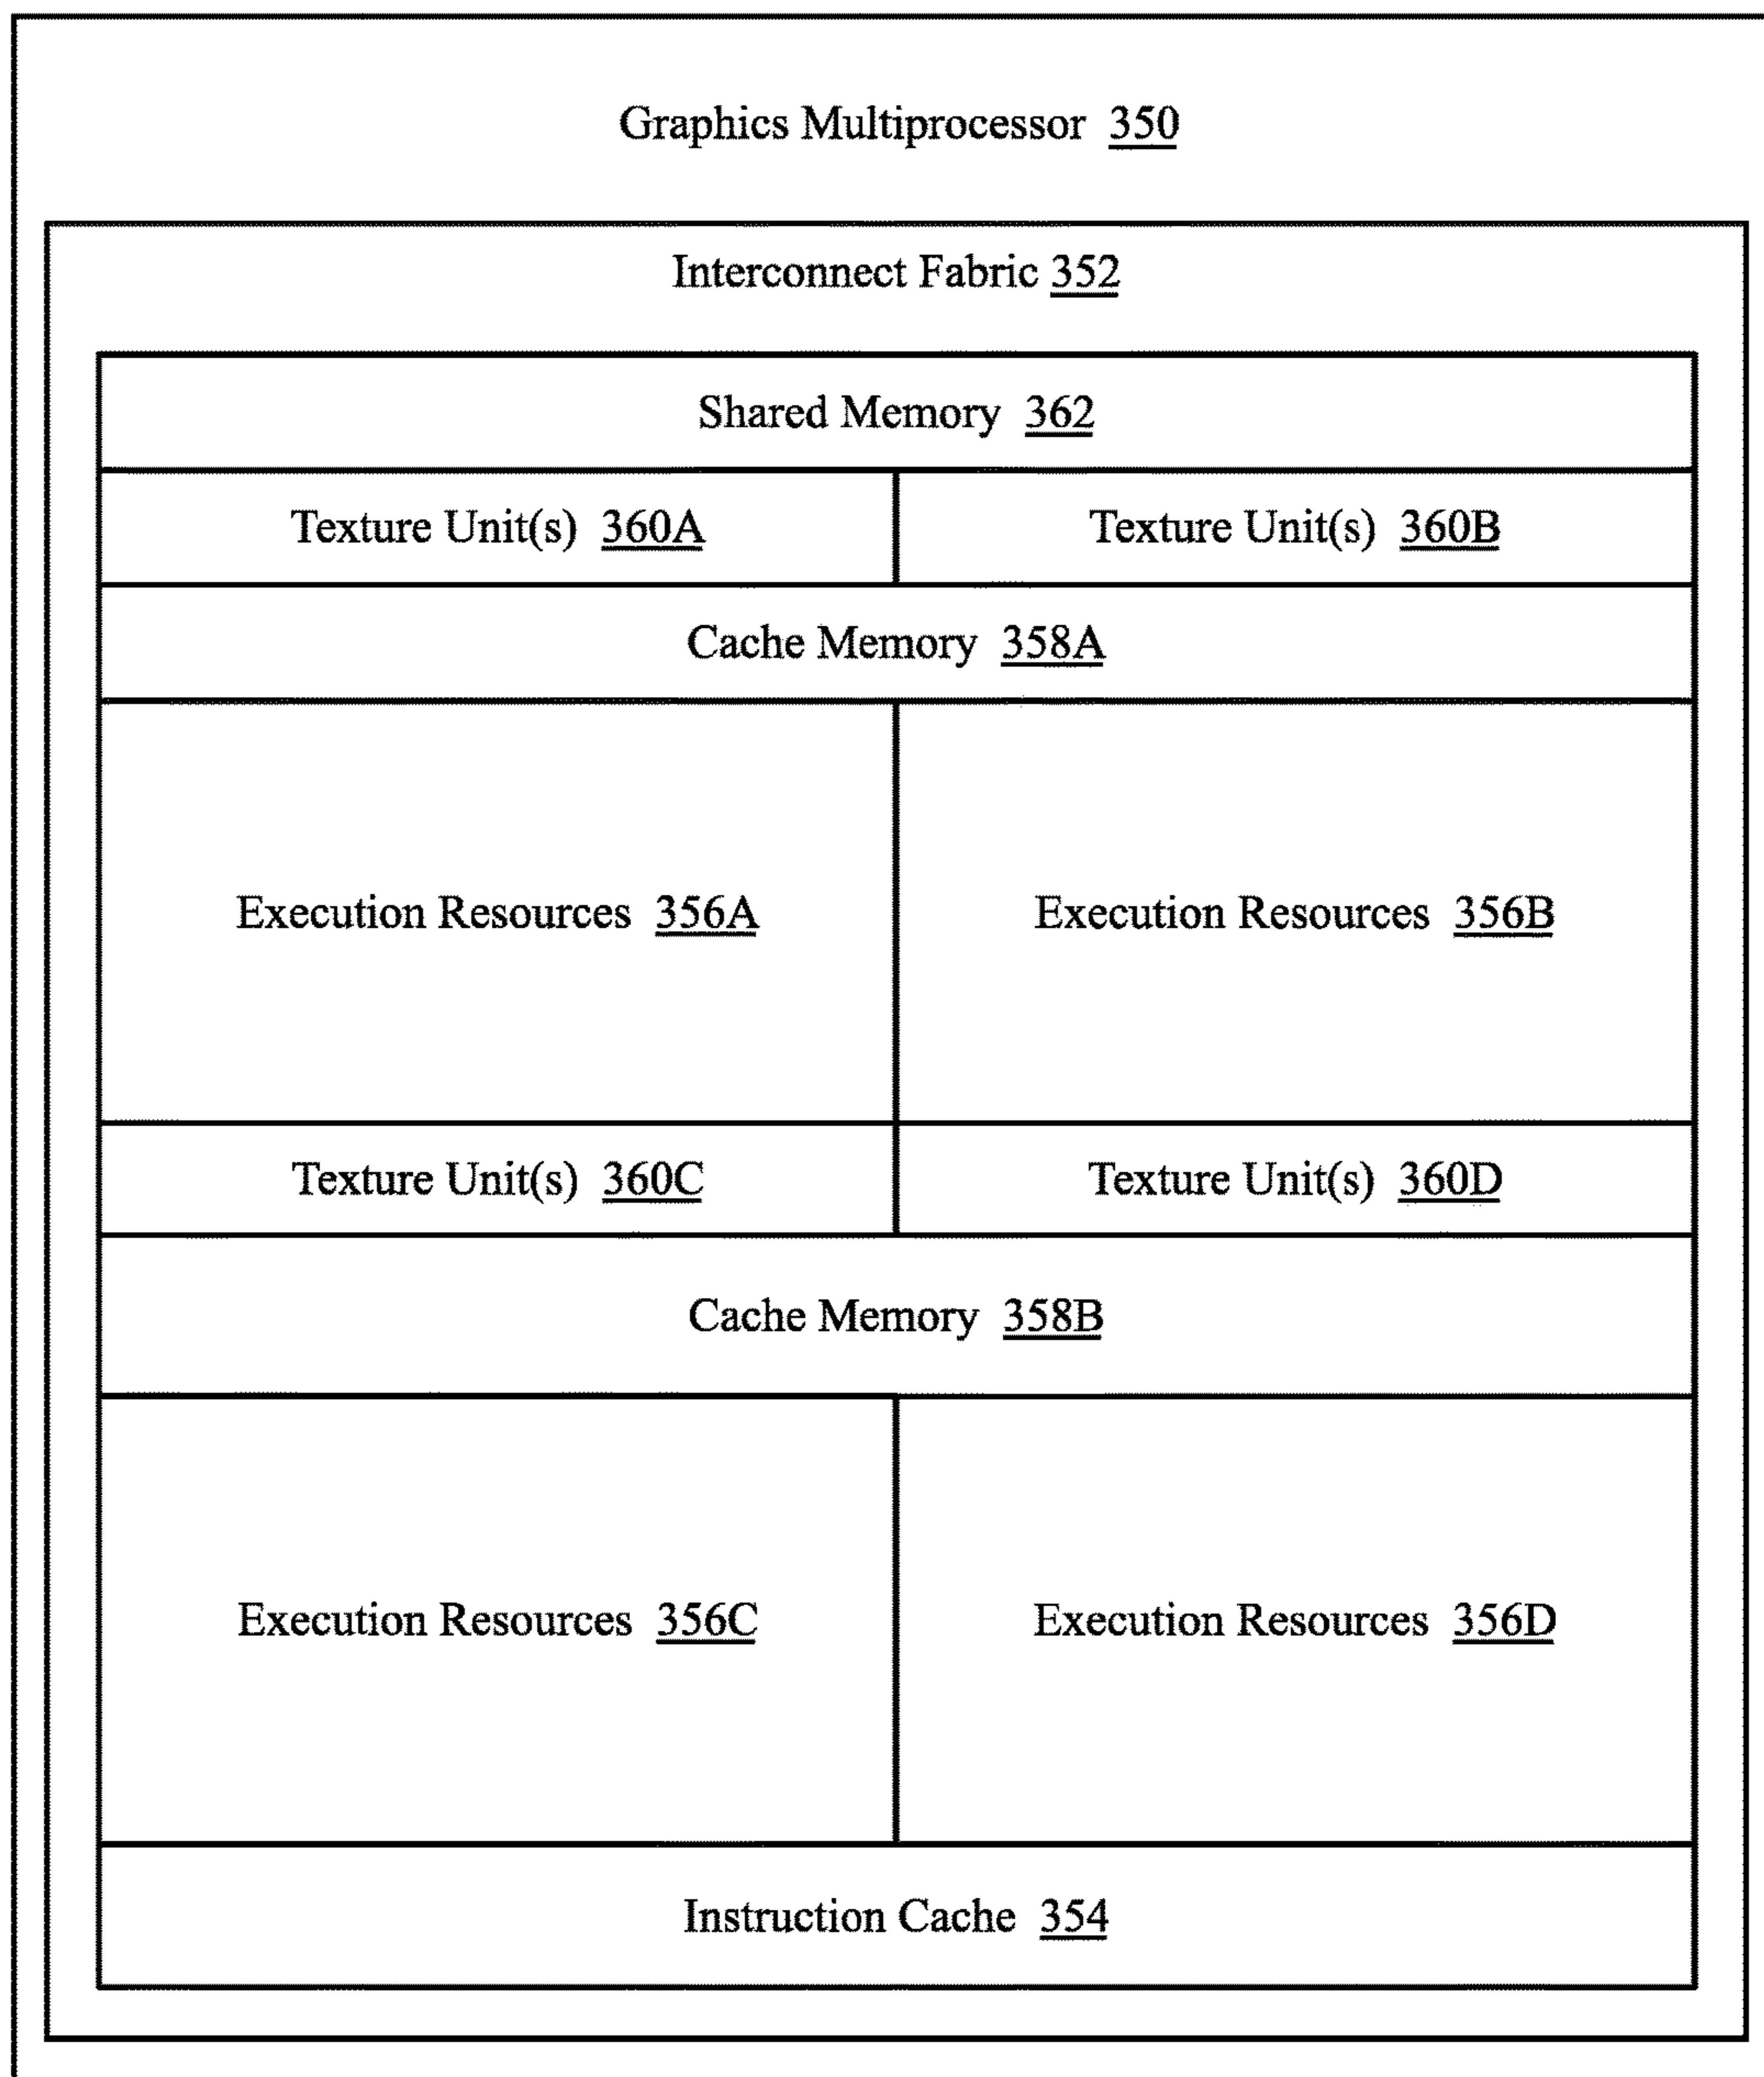 Graphics Multiprocessor 350
Interconnect Fabric 352
Shared Memory 362
Texture Unit(s) 360A
Texture Unit(s) 360B
Cache Memory 358A
Execution Resources 356A
Execution Resources 356B
Texture Unit(s) 360C
Texture Unit(s) 360D
Cache Memory 358B
Execution Resources 356C
Execution Resources 356D
Instruction Cache 354